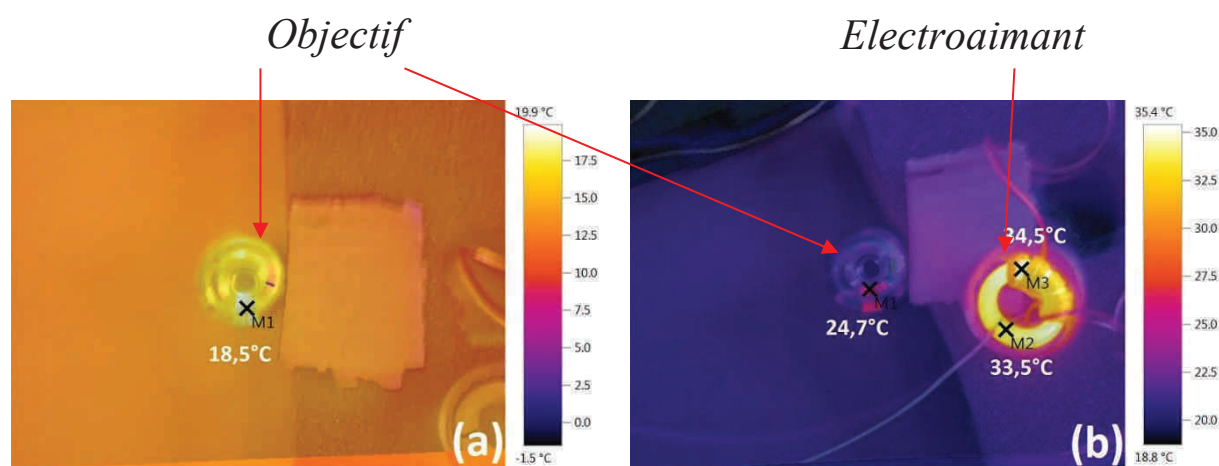 Objectif
Electroaimant
19.9 °C
17.5
15.0
12.5
10.0
7.5
5.0
2.5
0.0
-1.5 °C
M1
18,5°C
(a)
35.4 °C
35.0
32.5
30.0
27.5
25.0
22.5
20.0
18.8 °C
34,5°C
M3
M1
24,7°C
M2
33,5°C
(b)